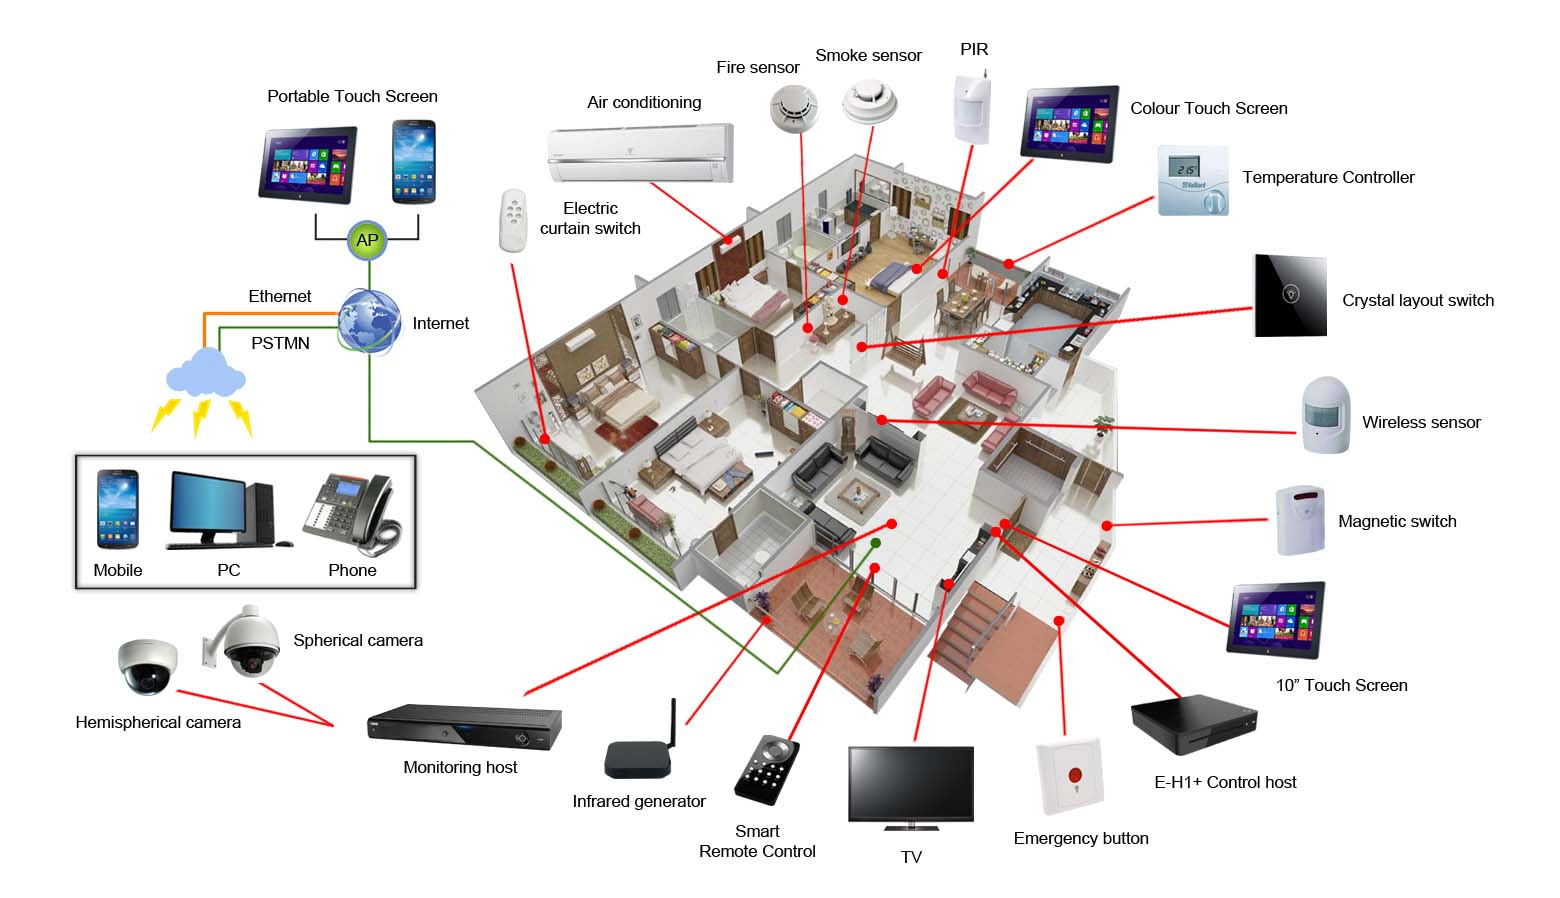 PIR
Smoke sensor
Fire sensor
Portable Touch Screen
Air conditioning
Colour Touch Screen
215°
Vaillant
Temperature Controller
Electric
curtain switch
AP
Ethernet
Internet
PSTMN
Crystal layout switch
Wireless sensor
Magnetic switch
Mobile
PC
Phone
Spherical camera
Hemispherical camera
10” Touch Screen
Monitoring host
E-H1+ Control host
Infrared generator
Smart
Remote Control
Emergency button
TV